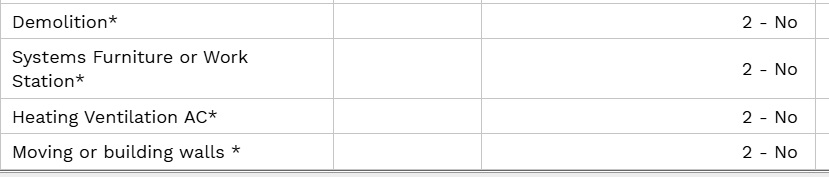 Demolition* 2 - No
Systems Furniture or Work
Station* 2 - No
Heating Ventilation AC* 2 - No
Moving or building walls * 2 - No